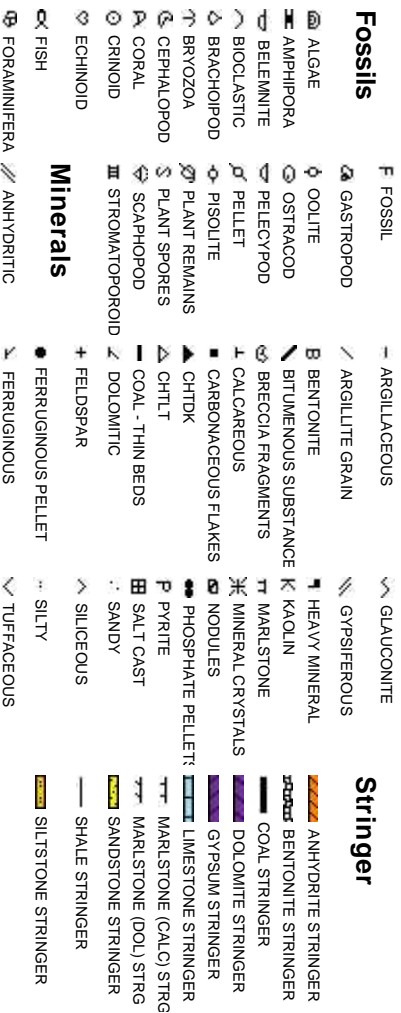 Fossils
ALGAE
AMPHIPORA
BELEMNITE
BIOCLASTIC
BRACHOIPOD
BRYOZOA
CEPHALOPOD
CORAL
CRINOID
ECHINOID
FISH
FORAMINIFERA
F FOSSIL
GASTROPOD
OOLITE
OSTRACOD
PELECYPOD
PELLET
PISOLITE
PLANT REMAINS
PLANT SPORES
SCAPHOPOD
STROMATOPOROID
Minerals
ANHYDRITIC
ARGILLACEOUS
ARGILLITE GRAIN
B BENTONITE
BITUMENOUS SUBSTANCE
BRECCIA FRAGMENTS
CALCAREOUS
CARBONACEOUS FLAKES
CHTDK
CHTLT
COAL - THIN BEDS
DOLOMITIC
FELDSPAR
FERRUGINOUS PELLET
FERRUGINOUS
GLAUCONITE
GYPSIFEROUS
HEAVY MINERAL
K KAOLIN
MARLSTONE
MINERAL CRYSTALS
NODULES
PHOSPHATE PELLETS
P PYRITE
SALT CAST
SANDY
SILICEOUS
SILTY
TUFFACEOUS
Stringer
ANHYDRITE STRINGER
BENTONITE STRINGER
COAL STRINGER
DOLOMITE STRINGER
GYPSUM STRINGER
LIMESTONE STRINGER
MARLSTONE (CALC) STRG
MARLSTONE (DOL) STRG
SANDSTONE STRINGER
SHALE STRINGER
SILTSTONE STRINGER